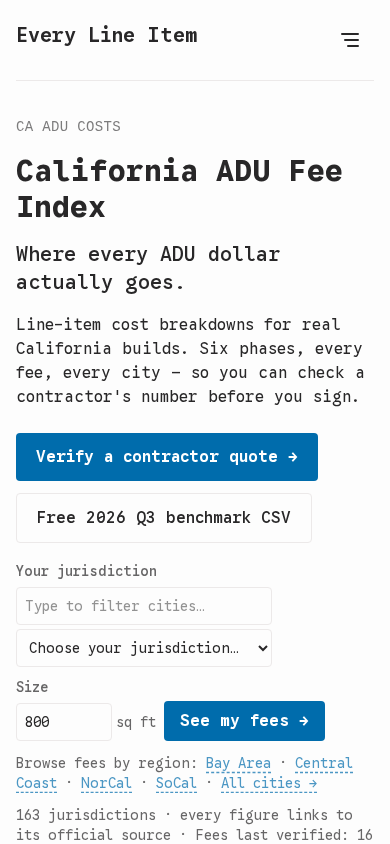 Every Line Item
CA ADU COSTS
California ADU Fee
Index
Where every ADU dollar
actually goes.
Line-item cost breakdowns for real
California builds. Six phases, every
fee, every city — so you can check a
contractor's number before you sign.
Verify a contractor quote →
Free 2026 Q3 benchmark CSV
Your jurisdiction
Type to filter cities…
Choose your jurisdiction…
Size
800 sq ft See my fees →
Browse fees by region: Bay Area · Central
Coast · NorCal · SoCal · All cities →
163 jurisdictions · every figure links to
its official source · Fees last verified: 16